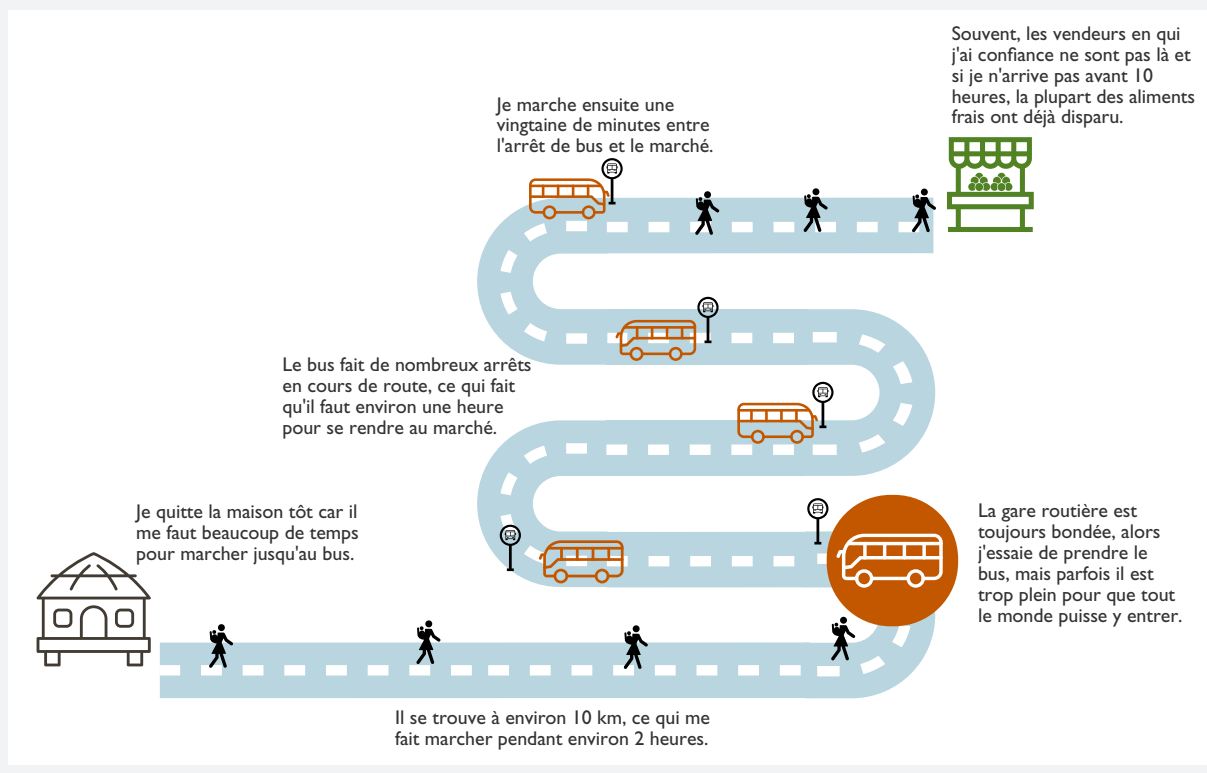 Je quitte la maison tôt car il
me faut beaucoup de temps
pour marcher jusqu'au bus.
Il se trouve à environ 10 km, ce qui me
fait marcher pendant environ 2 heures.
La gare routière est
toujours bondée, alors
j'essaie de prendre le
bus, mais parfois il est
trop plein pour que tout
le monde puisse y entrer.
Le bus fait de nombreux arrêts
en cours de route, ce qui fait
qu'il faut environ une heure
pour se rendre au marché.
Je marche ensuite une
vingtaine de minutes entre
l'arrêt de bus et le marché.
Souvent, les vendeurs en qui
j'ai confiance ne sont pas là et
si je n'arrive pas avant 10
heures, la plupart des aliments
frais ont déjà disparu.